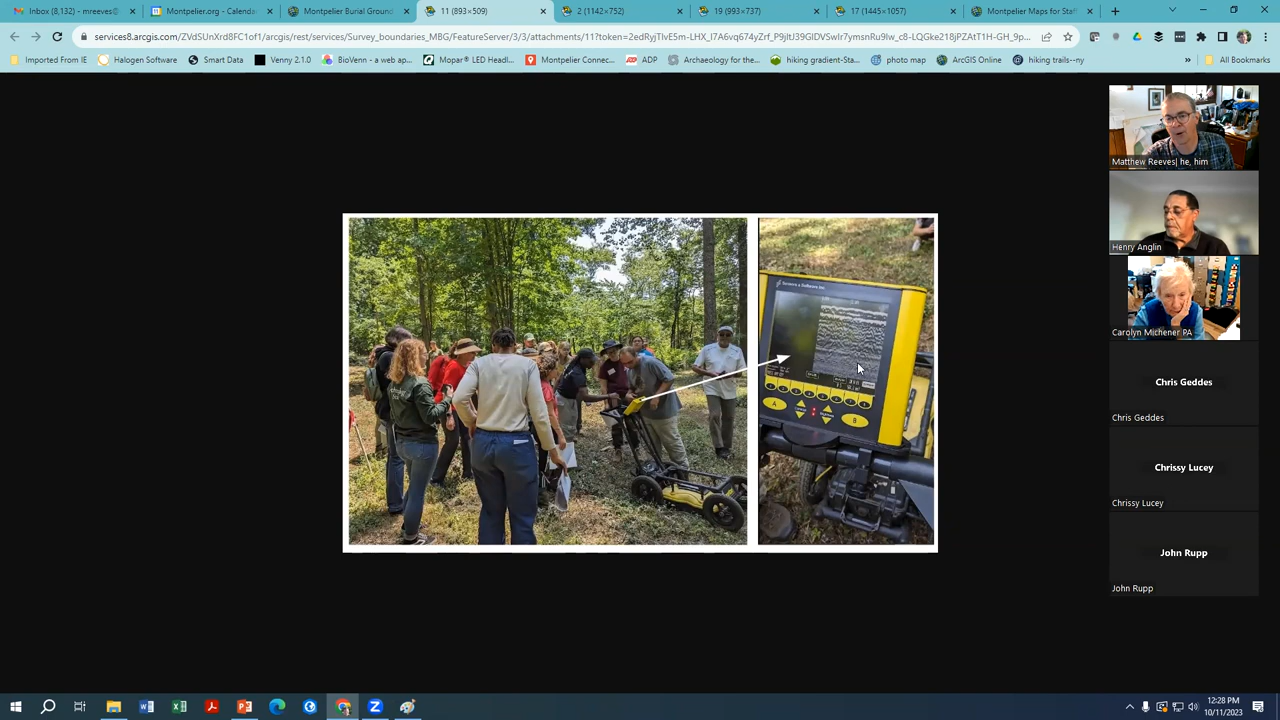 Inbox (8,132) - mreeves@
Montpelier.org - Calenda
Montpelier Burial Ground
11 (893×509)
2 (1142×752)
19 (993×737)
17 (1445×1057)
Montpelier Maps for Staf
services8.arcgis.com/ZVdSUnXrd8FC1of1/arcgis/rest/services/Survey_boundaries_MBG/FeatureServer/3/3/attachments/11?token=
Imported From IE
Halogen Software
Smart Data
Venny 2.1.0
BioVenn - a web ap...
Mopar® LED Headl...
Montpelier Connec...
ADP
Archaeology for the...
hiking gradient-Sta...
photo map
ArcGIS Online
hiking trails--ny
»
All Bookmarks
Matthew Reeves| he, him
Henry Anglin
Carolyn Michener PA
Chris Geddes
Chris Geddes
Chrissy Lucey
Chrissy Lucey
John Rupp
John Rupp
A
B
12:28 PM
10/11/2023